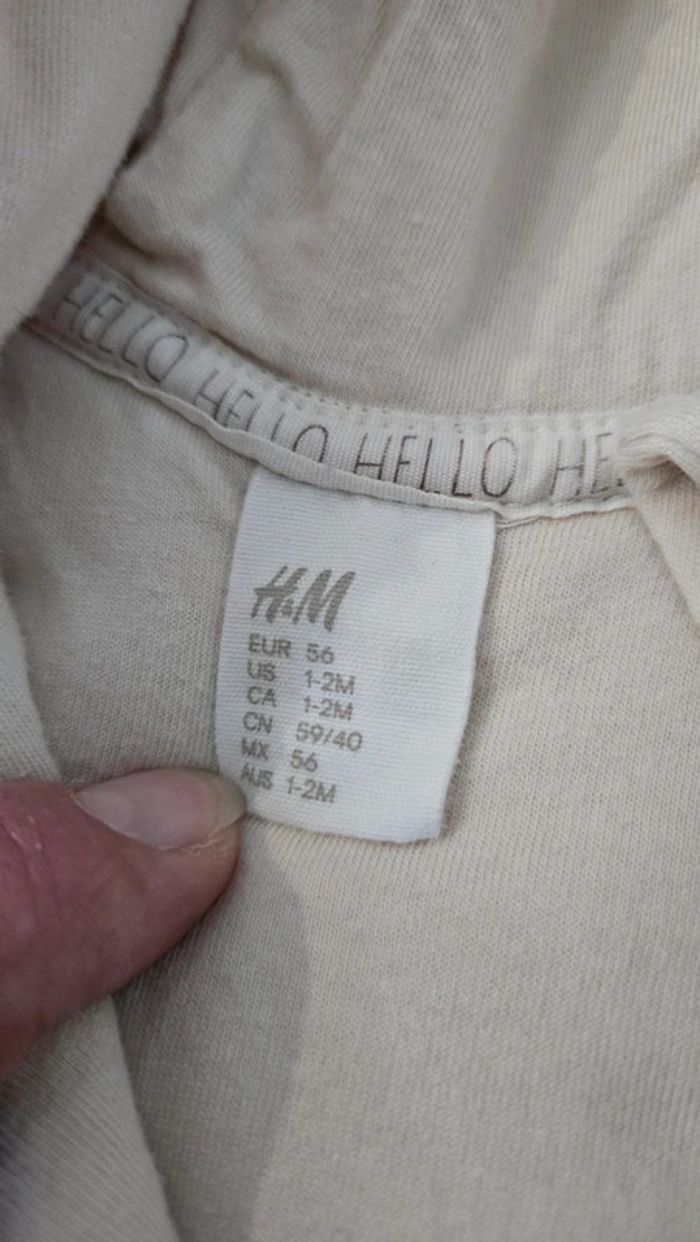 HELLO HELLO HELLO HE
H&M
EUR 56
US 1-2M
CA 1-2M
CN 59/40
MX 56
AUS 1-2M